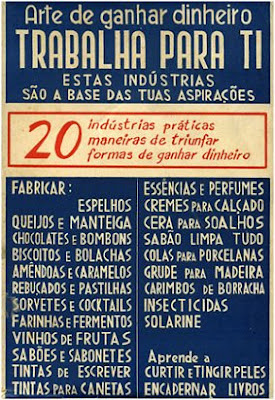 Arte de ganhar dinheiro
TRABALHA PARA TI
ESTAS INDÚSTRIAS
SÃO A BASE DAS TUAS ASPIRAÇÕES
20
indústrias práticas
maneiras de triunfar
formas de ganhar dinheiro
FABRICAR:
ESPELHOS
QUEIJOS E MANTEIGA
CHOCOLATES E BOMBONS
BISCOITOS E BOLACHAS
AMÊNDOAS E CARAMELOS
REBUÇADOS E PASTILHAS
SORVETES E COCKTAILS
FARINHAS E FERMENTOS
VINHOS DE FRUTAS
SABÕES E SABONETES
TINTAS DE ESCREVER
TINTAS PARA CANETAS
ESSÊNCIAS E PERFUMES
CREMES PARA CALÇADO
CERA PARA SOALHOS
SABÃO LIMPA TUDO
COLAS PARA PORCELANAS
GRUDE PARA MADEIRA
CARIMBOS DE BORRACHA
INSECTICIDAS
SOLARINE
Aprende a
CURTIR E TINGIR PELES
ENCADERNAR LIVROS